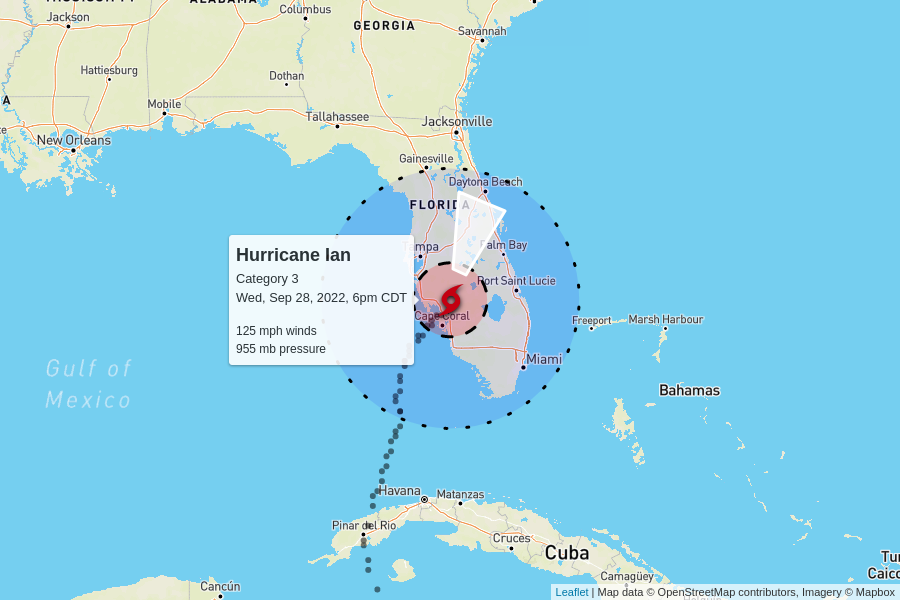 ALABAMA
Columbus
Jackson
GEORGIA
Savannah
Hattiesburg
Dothan
Mobile
Tallahassee
Jacksonville
New Orleans
Gainesville
Daytona Beach
FLORIDA
Palm Bay
Hurricane Ian
Category 3
Wed, Sep 28, 2022, 6pm CDT
125 mph winds
955 mb pressure
Port Saint Lucie
Cape Coral
Freeport
Marsh Harbour
Miami
Gulf of
Mexico
Bahamas
Havana
Matanzas
Pinar del Rio
Cruces
Cuba
Camagüey
Cancún
Leaflet | Map data © OpenStreetMap contributors, Imagery © Mapbox